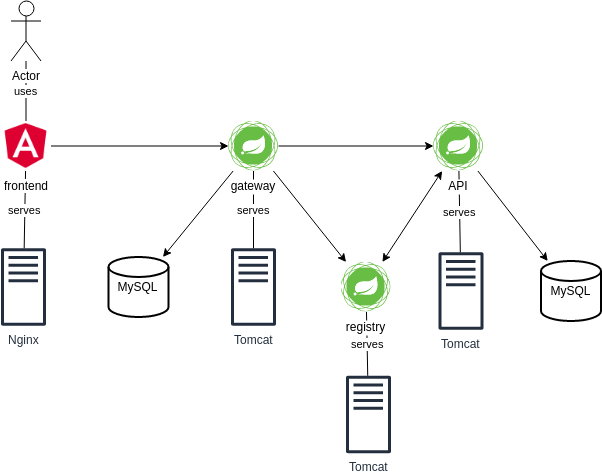 Actor
uses
frontend
gateway
API
serves
serves
serves
MySQL
MySQL
registry
Nginx
Tomcat
serves
Tomcat
Tomcat